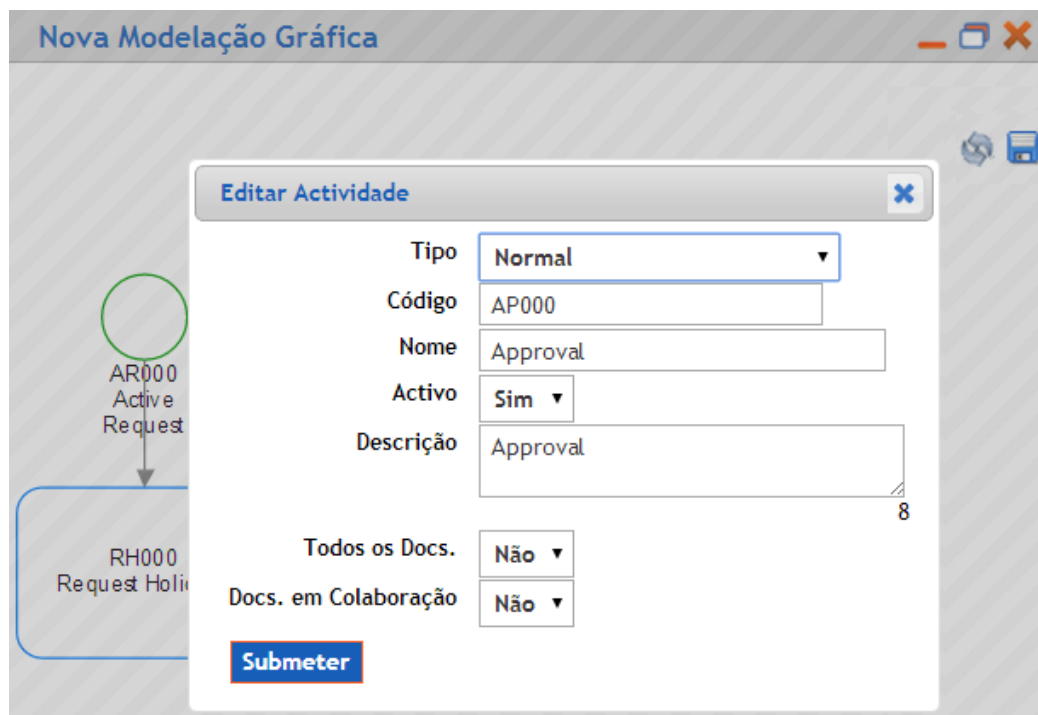 Nova Modelação Gráfica
Editar Actividade
Tipo
Normal
Código
AP000
Nome
Approval
Activo
Sim
Descrição
Approval
8
Todos os Docs.
Não
Docs. em Colaboração
Não
Submeter
AR000
Active
Request
RH000
Request